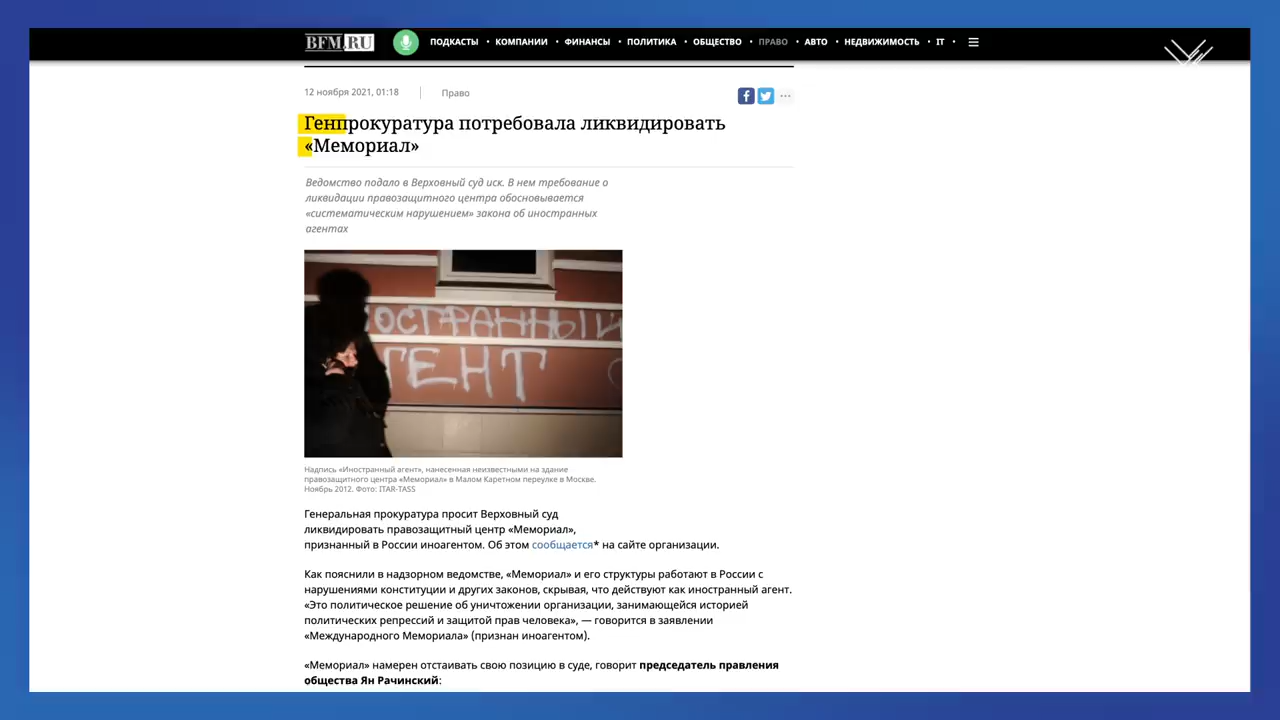 BFM.RU ПОДКАСТЫ • КОМПАНИИ • ФИНАНСЫ • ПОЛИТИКА • ОБЩЕСТВО • ПРАВО • АВТО • НЕДВИЖИМОСТЬ • IT •
12 ноября 2021, 01:18 Право
Генпрокуратура потребовала ликвидировать
«Мемориал»
Ведомство подало в Верховный суд иск. В нем требование о
ликвидации правозащитного центра обосновывается
«систематическим нарушением» закона об иностранных
агентах
ОСТРАННЫЙ
ГЕНТ
Надпись «Иностранный агент», нанесенная неизвестными на здание
правозащитного центра «Мемориал» в Малом Каретном переулке в Москве.
Ноябрь 2012. Фото: ITAR-TASS
Генеральная прокуратура просит Верховный суд
ликвидировать правозащитный центр «Мемориал»,
признанный в России иноагентом. Об этом сообщается* на сайте организации.
Как пояснили в надзорном ведомстве, «Мемориал» и его структуры работают в России с
нарушениями конституции и других законов, скрывая, что действуют как иностранный агент.
«Это политическое решение об уничтожении организации, занимающейся историей
политических репрессий и защитой прав человека», — говорится в заявлении
«Международного Мемориала» (признан иноагентом).
«Мемориал» намерен отстаивать свою позицию в суде, говорит председатель правления
общества Ян Рачинский: